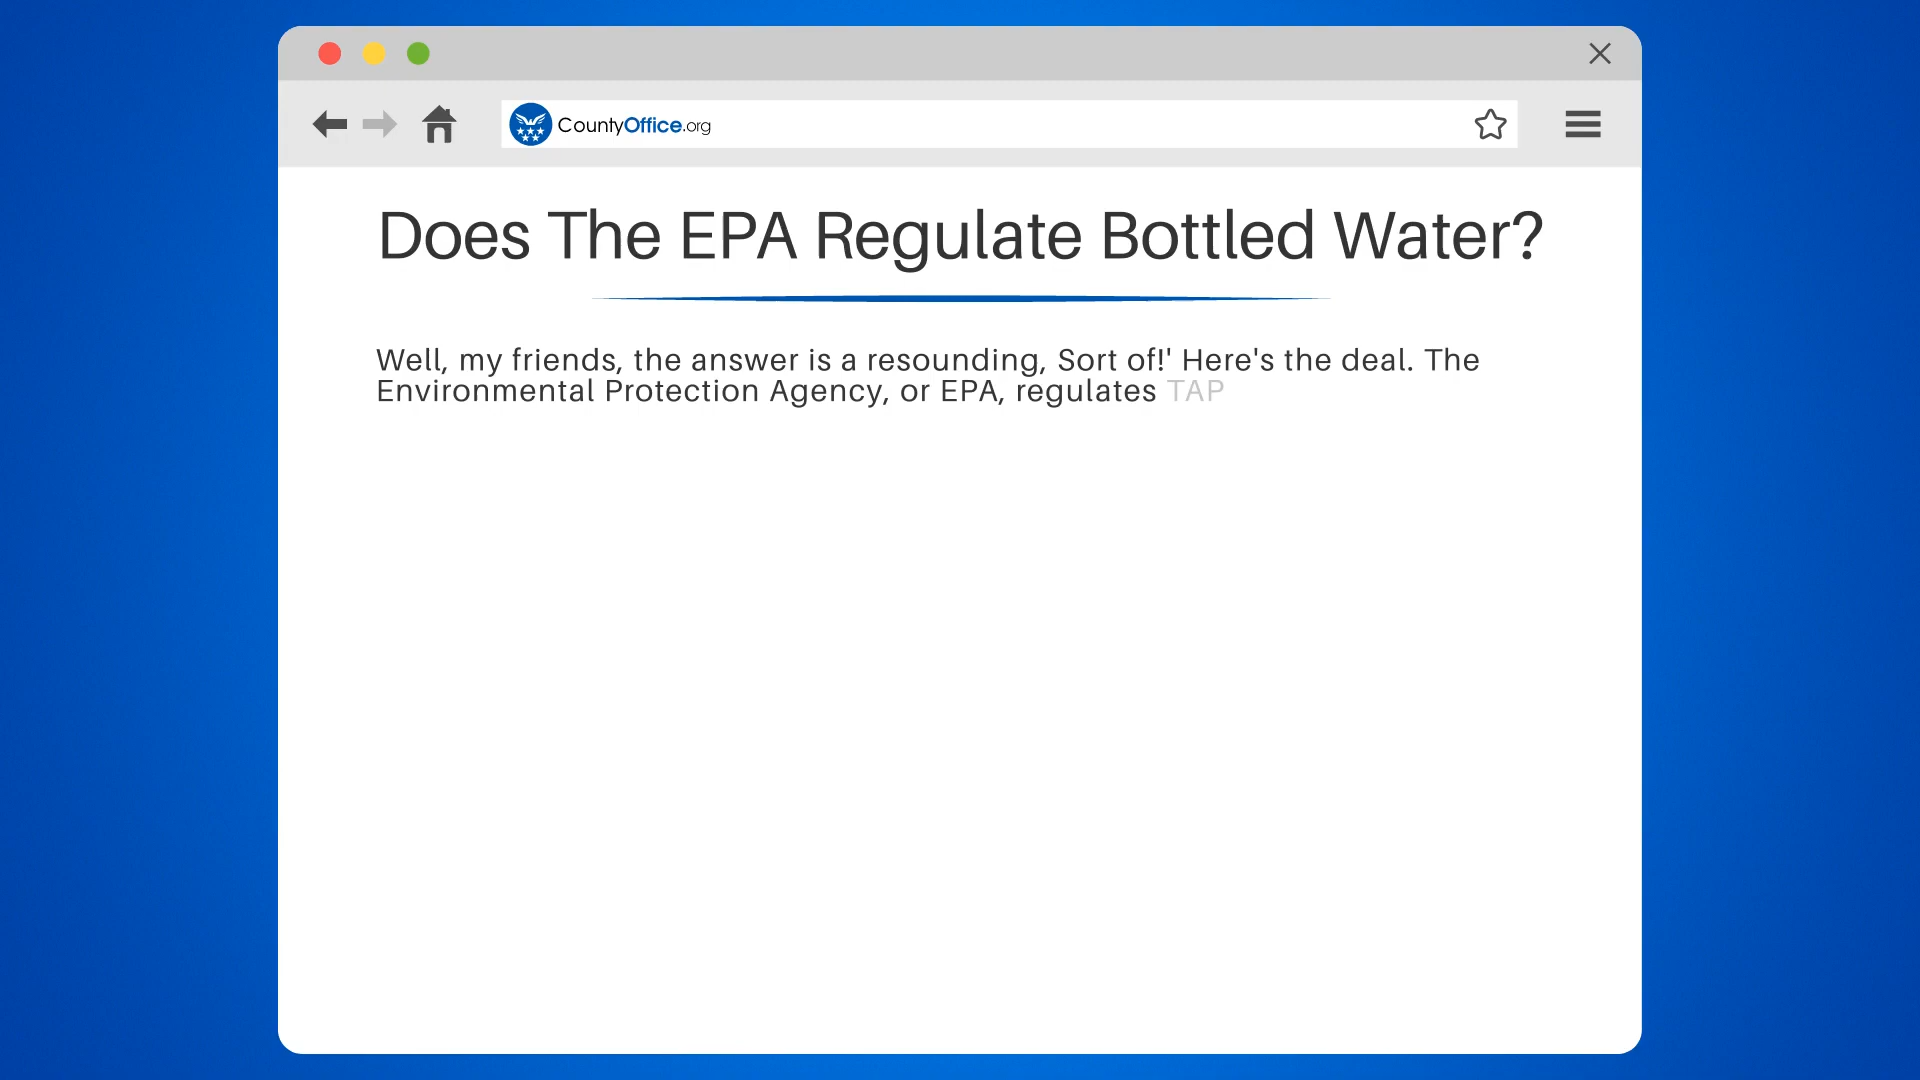 CountyOffice.org
Does The EPA Regulate Bottled Water?
Well, my friends, the answer is a resounding, Sort of!' Here's the deal. The
Environmental Protection Agency, or EPA, regulates TAP